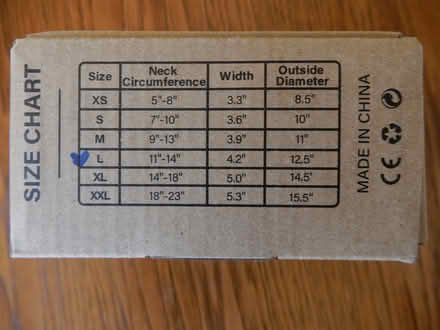 SIZE CHART
Size Neck Circumference Width Outside Diameter
XS 5"-8" 3.3" 8.5"
S 7"-10" 3.6" 10"
M 9"-13" 3.9" 11"
L 11"-14" 4.2" 12.5"
XL 14"-18" 5.0" 14.5"
XXL 18"-23" 5.3" 15.5"
MADE IN CHINA
CE